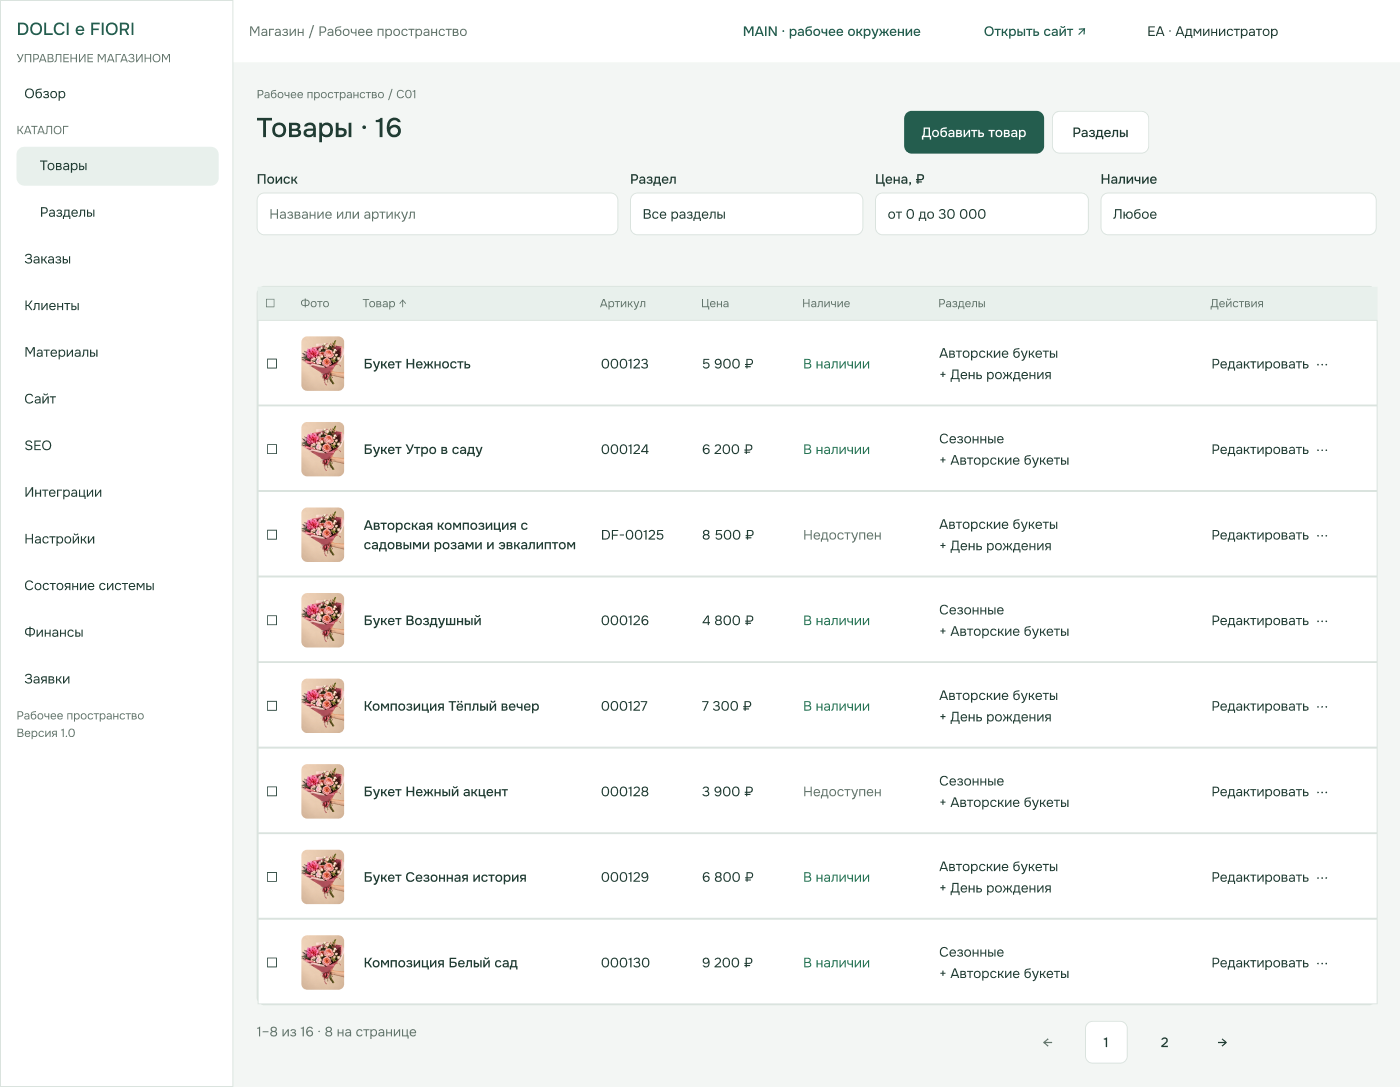 DOLCI e FIORI
УПРАВЛЕНИЕ МАГАЗИНОМ
Обзор
КАТАЛОГ
Товары
Разделы
Заказы
Клиенты
Материалы
Сайт
SEO
Интеграции
Настройки
Состояние системы
Финансы
Заявки
Рабочее пространство
Версия 1.0
Магазин / Рабочее пространство
MAIN · рабочее окружение
Открыть сайт ↗
ЕА · Администратор
Рабочее пространство / C01
Товары · 16
Добавить товар
Разделы
Поиск
Раздел
Цена, ₽
Наличие
Название или артикул
Все разделы
от 0 до 30 000
Любое
☐ Фото Товар ↑ Артикул Цена Наличие Разделы Действия
☐ Букет Нежность 000123 5 900 ₽ В наличии Авторские букеты
+ День рождения
Редактировать ···
☐ Букет Утро в саду 000124 6 200 ₽ В наличии Сезонные
+ Авторские букеты
Редактировать ···
☐ Авторская композиция с
садовыми розами и эвкалиптом
DF-00125 8 500 ₽ Недоступен Авторские букеты
+ День рождения
Редактировать ···
☐ Букет Воздушный 000126 4 800 ₽ В наличии Сезонные
+ Авторские букеты
Редактировать ···
☐ Композиция Тёплый вечер 000127 7 300 ₽ В наличии Авторские букеты
+ День рождения
Редактировать ···
☐ Букет Нежный акцент 000128 3 900 ₽ Недоступен Сезонные
+ Авторские букеты
Редактировать ···
☐ Букет Сезонная история 000129 6 800 ₽ В наличии Авторские букеты
+ День рождения
Редактировать ···
☐ Композиция Белый сад 000130 9 200 ₽ В наличии Сезонные
+ Авторские букеты
Редактировать ···
1–8 из 16 · 8 на странице
← 1 2 →